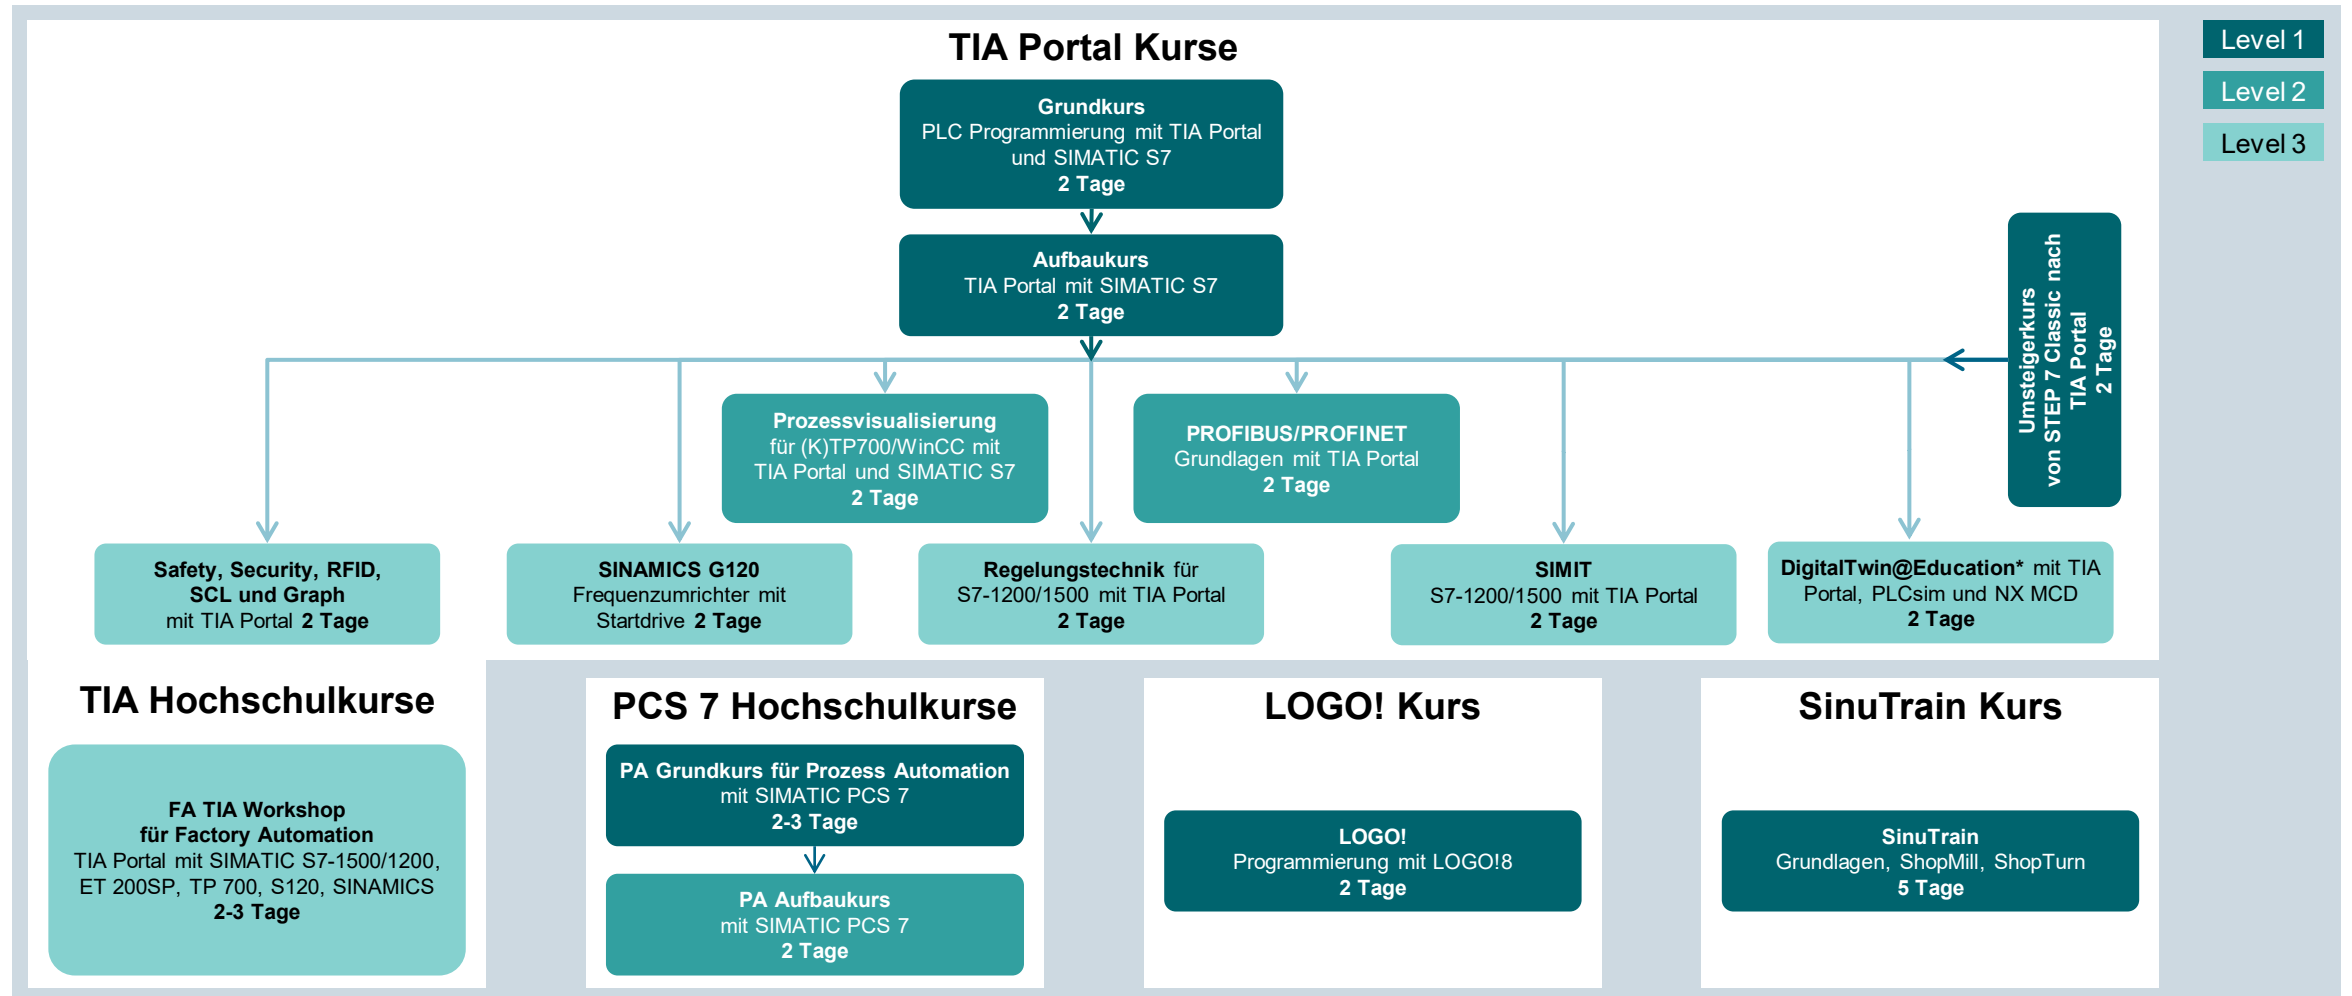 TIA Portal Kurse
Level 1
Level 2
Level 3
Grundkurs
PLC Programmierung mit TIA Portal
und SIMATIC S7
2 Tage
Aufbaukurs
TIA Portal mit SIMATIC S7
2 Tage
Umsteigerkurs
von STEP 7 Classic nach
TIA Portal
2 Tage
Prozessvisualisierung
für (K)TP700/WinCC mit
TIA Portal und SIMATIC S7
2 Tage
PROFIBUS/PROFINET
Grundlagen mit TIA Portal
2 Tage
Safety, Security, RFID,
SCL und Graph
mit TIA Portal 2 Tage
SINAMICS G120
Frequenzumrichter mit
Startdrive 2 Tage
Regelungstechnik für
S7-1200/1500 mit TIA Portal
2 Tage
SIMIT
S7-1200/1500 mit TIA Portal
2 Tage
DigitalTwin@Education* mit TIA
Portal, PLCsim und NX MCD
2 Tage
TIA Hochschulkurse
FA TIA Workshop
für Factory Automation
TIA Portal mit SIMATIC S7-1500/1200,
ET 200SP, TP 700, S120, SINAMICS
2-3 Tage
PCS 7 Hochschulkurse
PA Grundkurs für Prozess Automation
mit SIMATIC PCS 7
2-3 Tage
PA Aufbaukurs
mit SIMATIC PCS 7
2 Tage
LOGO! Kurs
LOGO!
Programmierung mit LOGO!8
2 Tage
SinuTrain Kurs
SinuTrain
Grundlagen, ShopMill, ShopTurn
5 Tage